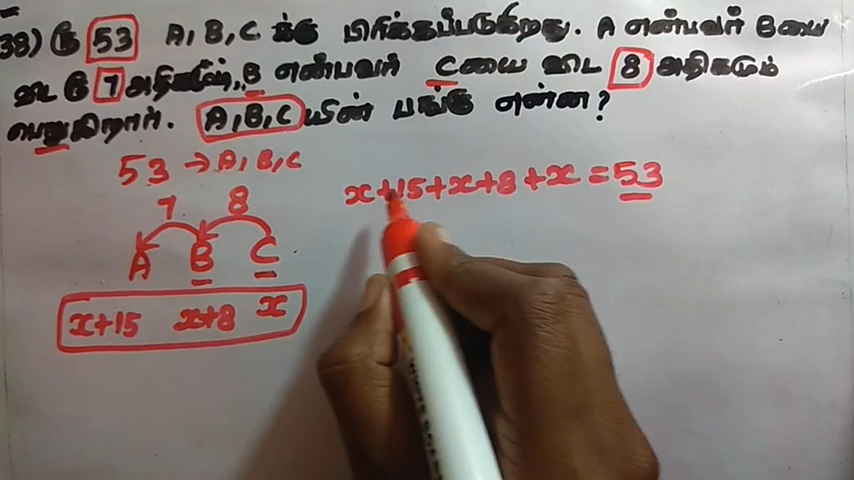 38) ரூ 53 A, B, C க்கு பிரிக்கப்படுகிறது. A என்பவர் Bயை
விட ரூ 7 அதிகமும், B என்பவர் Cயை விட 8 அதிகமும்
பெறுகிறார். A, B, C யின் பங்கு என்ன?
53 → A, B, C
x+15+x+8+x=53
7 8
A B C
x+15 x+8 x